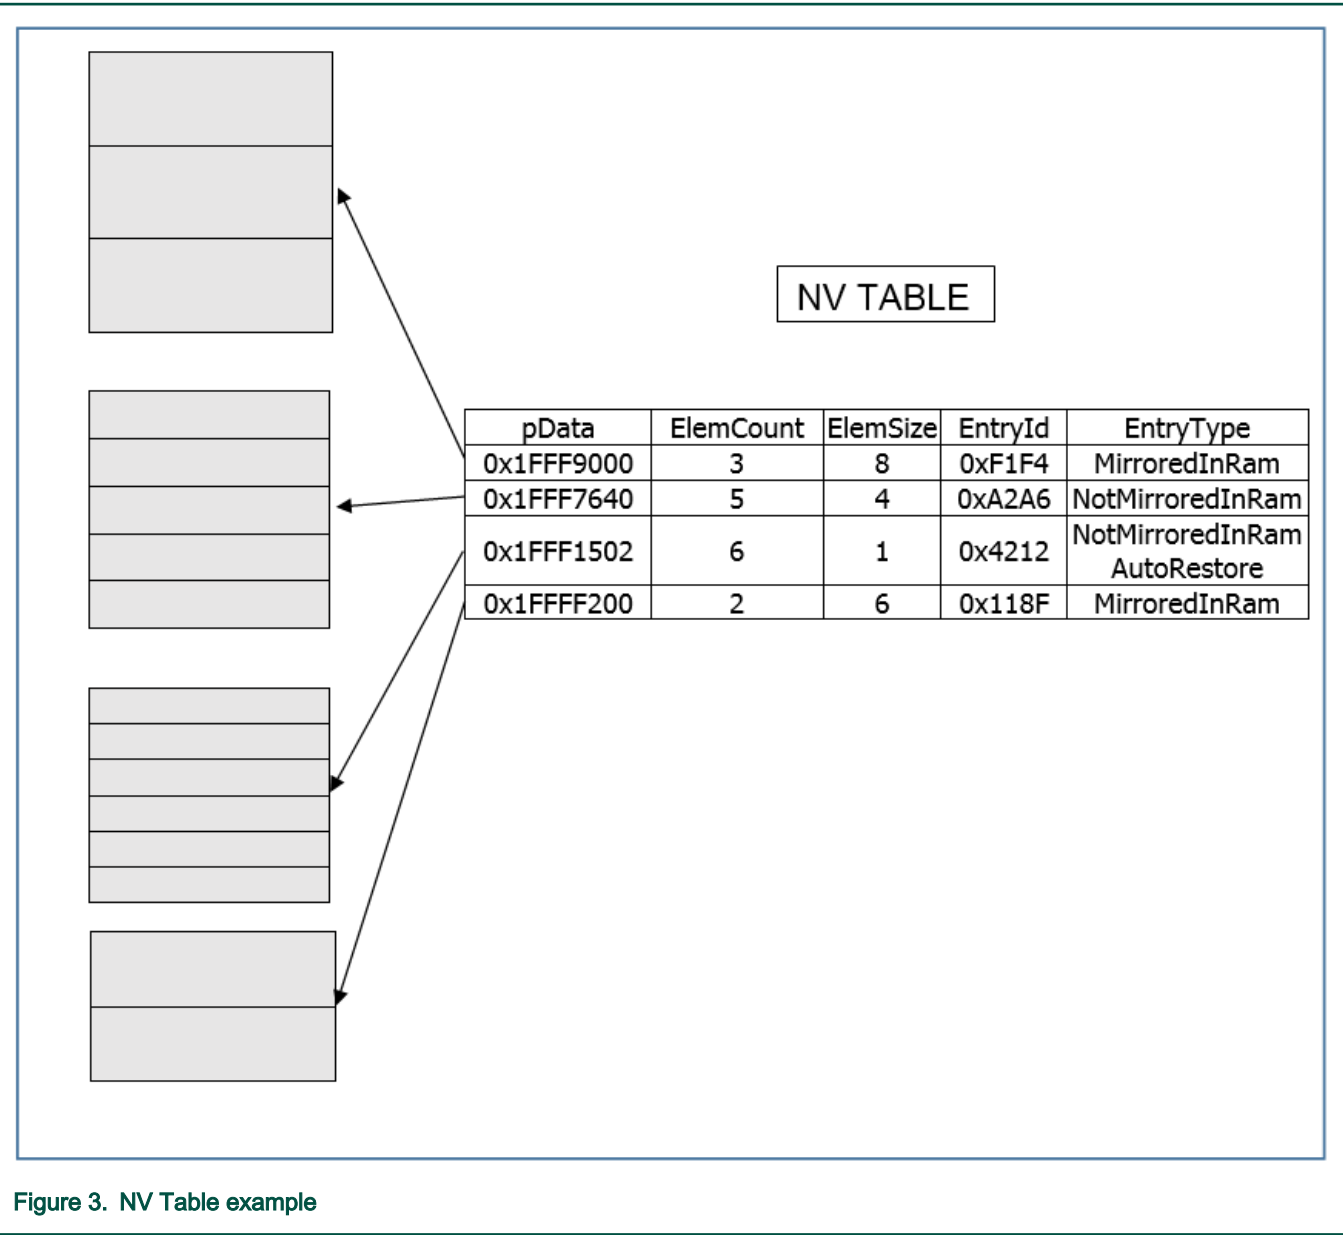 NV TABLE
pData ElemCount ElemSize EntryId EntryType
0x1FFF9000 3 8 0xF1F4 MirroredInRam
0x1FFF7640 5 4 0xA2A6 NotMirroredInRam
0x1FFF1502 6 1 0x4212 NotMirroredInRam
AutoRestore
0x1FFFF200 2 6 0x118F MirroredInRam
Figure 3. NV Table example